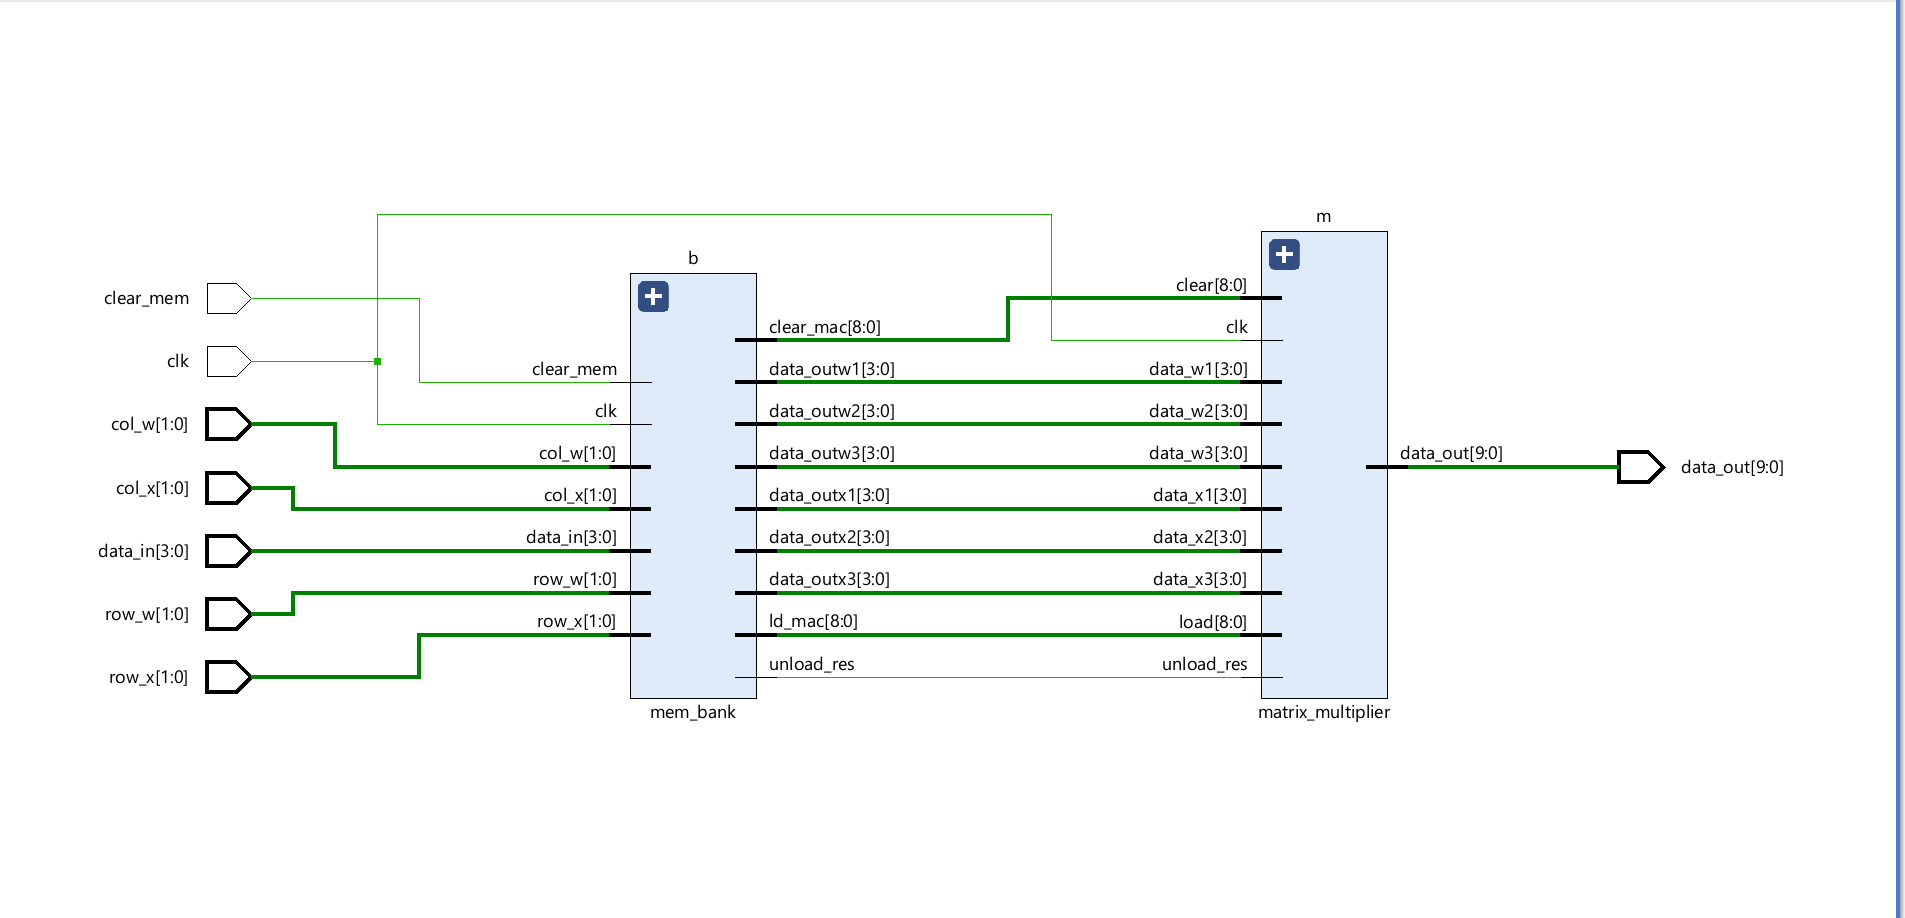 m
b
clear_mem
clk
col_w[1:0]
col_x[1:0]
data_in[3:0]
row_w[1:0]
row_x[1:0]
clear_mem
clk
col_w[1:0]
col_x[1:0]
data_in[3:0]
row_w[1:0]
row_x[1:0]
clear_mac[8:0]
data_outw1[3:0]
data_outw2[3:0]
data_outw3[3:0]
data_outx1[3:0]
data_outx2[3:0]
data_outx3[3:0]
ld_mac[8:0]
unload_res
mem_bank
clear[8:0]
clk
data_w1[3:0]
data_w2[3:0]
data_w3[3:0]
data_x1[3:0]
data_x2[3:0]
data_x3[3:0]
load[8:0]
unload_res
matrix_multiplier
data_out[9:0]
data_out[9:0]